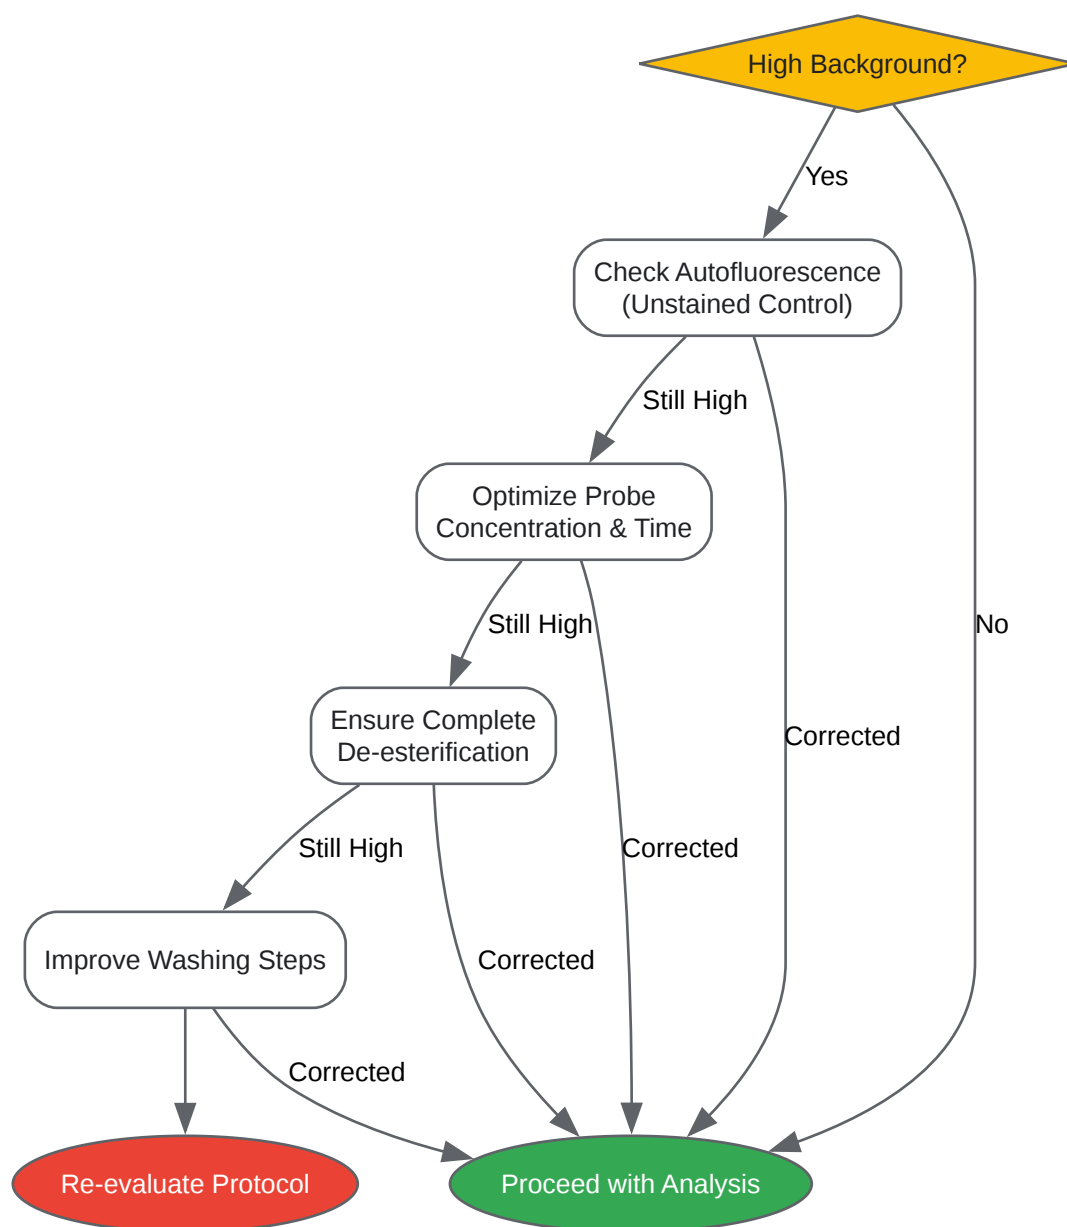 High Background?
Yes
Check Autofluorescence
(Unstained Control)
Still High
Optimize Probe
Concentration & Time
Still High
No
Ensure Complete
De-esterification
Corrected
Still High
Corrected
Improve Washing Steps
Corrected
Corrected
Re-evaluate Protocol
Proceed with Analysis